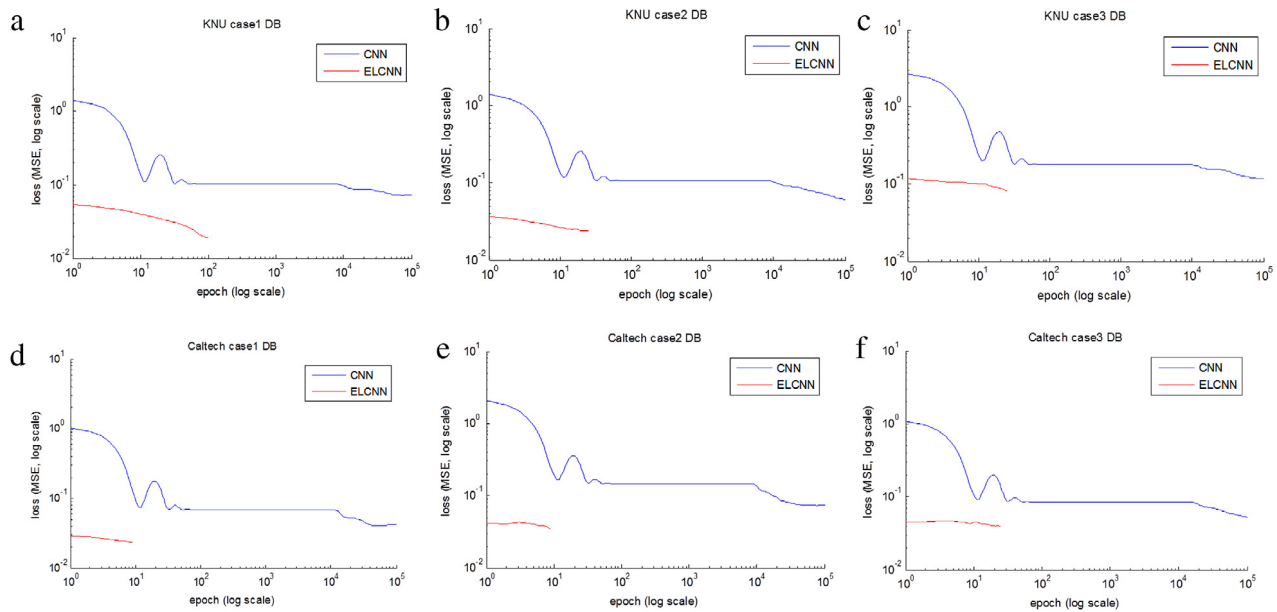 a
KNU case1 DB
CNN
ELCNN
loss (MSE, log scale)
10^1
10^0
10^-1
10^-2
10^0 10^1 10^2 10^3 10^4 10^5
epoch (log scale)
b
KNU case2 DB
CNN
ELCNN
loss (MSE, log scale)
10^1
10^0
10^-1
10^-2
10^0 10^1 10^2 10^3 10^4 10^5
epoch (log scale)
c
KNU case3 DB
CNN
ELCNN
loss (MSE, log scale)
10^1
10^0
10^-1
10^-2
10^0 10^1 10^2 10^3 10^4 10^5
epoch (log scale)
d
Caltech case1 DB
CNN
ELCNN
loss (MSE, log scale)
10^1
10^0
10^-1
10^-2
10^0 10^1 10^2 10^3 10^4 10^5
epoch (log scale)
e
Caltech case2 DB
CNN
ELCNN
loss (MSE, log scale)
10^1
10^0
10^-1
10^-2
10^0 10^1 10^2 10^3 10^4 10^5
epoch (log scale)
f
Caltech case3 DB
CNN
ELCNN
loss (MSE, log scale)
10^1
10^0
10^-1
10^-2
10^0 10^1 10^2 10^3 10^4 10^5
epoch (log scale)